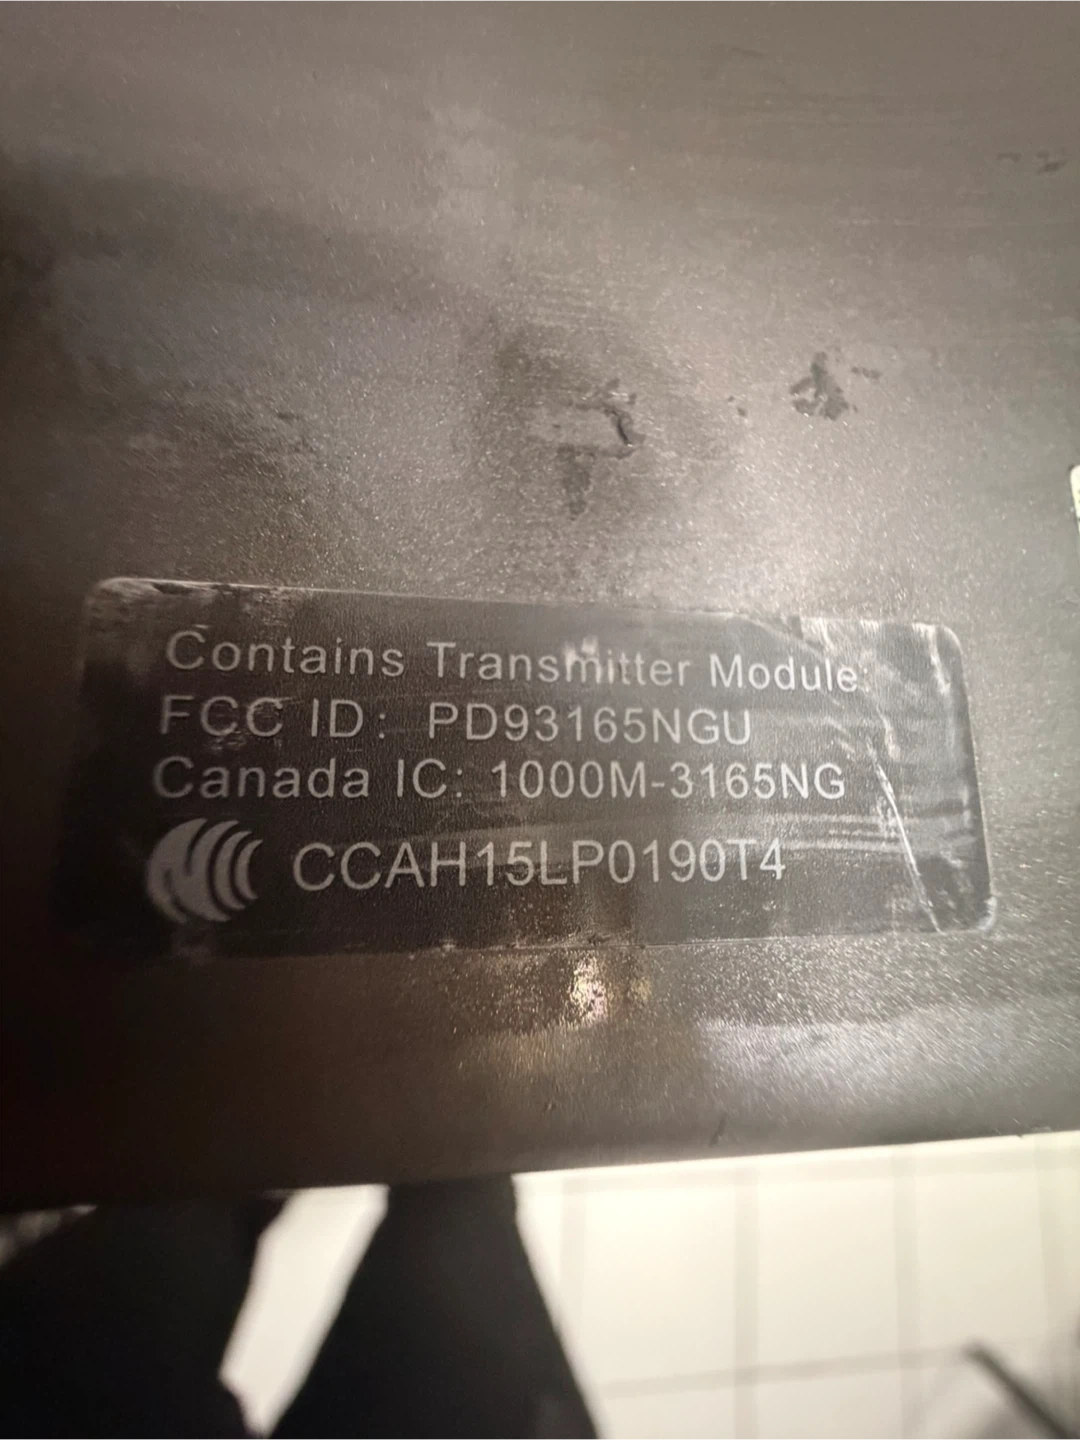 Contains Transmitter Module:
FCC ID: PD93165NGU
Canada IC: 1000M-3165NG
CCAH15LP0190T4